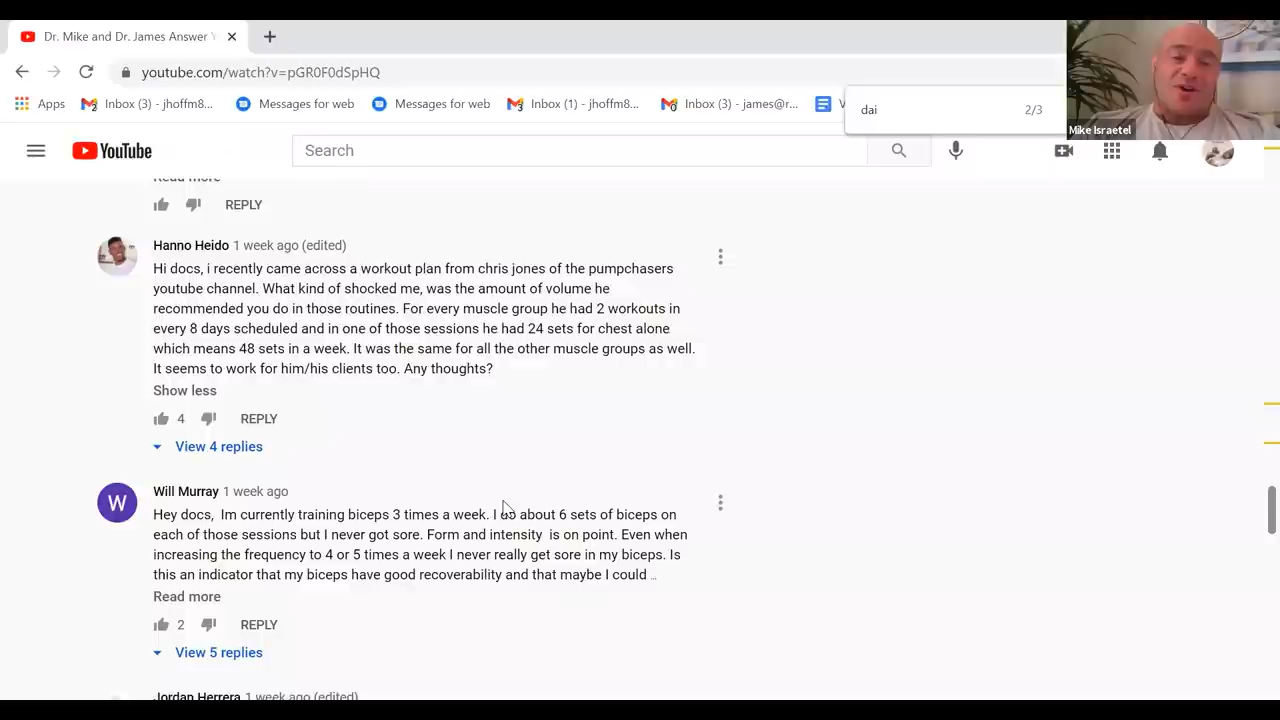 Dr. Mike and Dr. James Answer Y
youtube.com/watch?v=pGR0F0dSpHQ
Apps
Inbox (3) - jhoffm8...
Messages for web
Messages for web
Inbox (1) - jhoffm8...
Inbox (3) - james@r...
dai
2/3
Mike Israetel
YouTube
Search
Read more
REPLY
Hanno Heido 1 week ago (edited)
Hi docs, i recently came across a workout plan from chris jones of the pumpchasers
youtube channel. What kind of shocked me, was the amount of volume he
recommended you do in those routines. For every muscle group he had 2 workouts in
every 8 days scheduled and in one of those sessions he had 24 sets for chest alone
which means 48 sets in a week. It was the same for all the other muscle groups as well.
It seems to work for him/his clients too. Any thoughts?
Show less
4 REPLY
View 4 replies
W
Will Murray 1 week ago
Hey docs, Im currently training biceps 3 times a week. I do about 6 sets of biceps on
each of those sessions but I never got sore. Form and intensity is on point. Even when
increasing the frequency to 4 or 5 times a week I never really get sore in my biceps. Is
this an indicator that my biceps have good recoverability and that maybe I could ...
Read more
2 REPLY
View 5 replies
Jordan Herrera 1 week ago (edited)